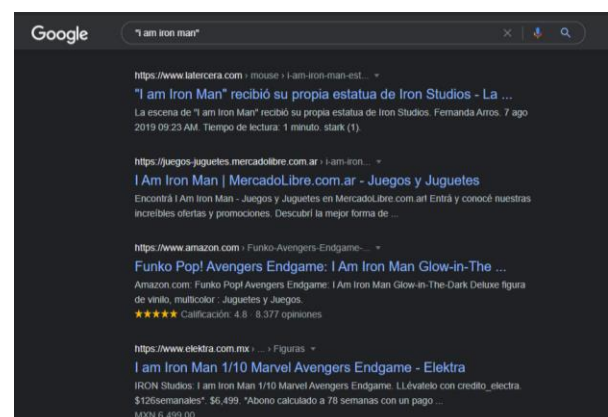 Google
"I am iron man"
https://www.latercera.com › mouse › i-am-iron-man-est...
"I am Iron Man" recibió su propia estatua de Iron Studios - La ...
La escena de "I am Iron Man" recibió su propia estatua de Iron Studios. Fernanda Arros. 7 ago
2019 09:23 AM. Tiempo de lectura: 1 minuto. stark (1).
https://juegos-juguetes.mercadolibre.com.ar › i-am-iron...
I Am Iron Man | MercadoLibre.com.ar - Juegos y Juguetes
Encontrá I Am Iron Man - Juegos y Juguetes en MercadoLibre.com.ar! Entrá y conocé nuestras
increíbles ofertas y promociones. Descubrí la mejor forma de ...
https://www.amazon.com › Funko-Avengers-Endgame-...
Funko Pop! Avengers Endgame: I Am Iron Man Glow-in-The ...
Amazon.com: Funko Pop! Avengers Endgame: I Am Iron Man Glow-in-The-Dark Deluxe figura
de vinilo, multicolor : Juguetes y Juegos.
★★★★★ Calificación: 4.8 · 8.377 opiniones
https://www.elektra.com.mx › ... › Figuras
I am Iron Man 1/10 Marvel Avengers Endgame - Elektra
IRON Studios: I am Iron Man 1/10 Marvel Avengers Endgame. LLévatelo con credito_electra.
$126semanales*. $6,499. *Abono calculado a 78 semanas con un pago ...
MXN 6,499.00